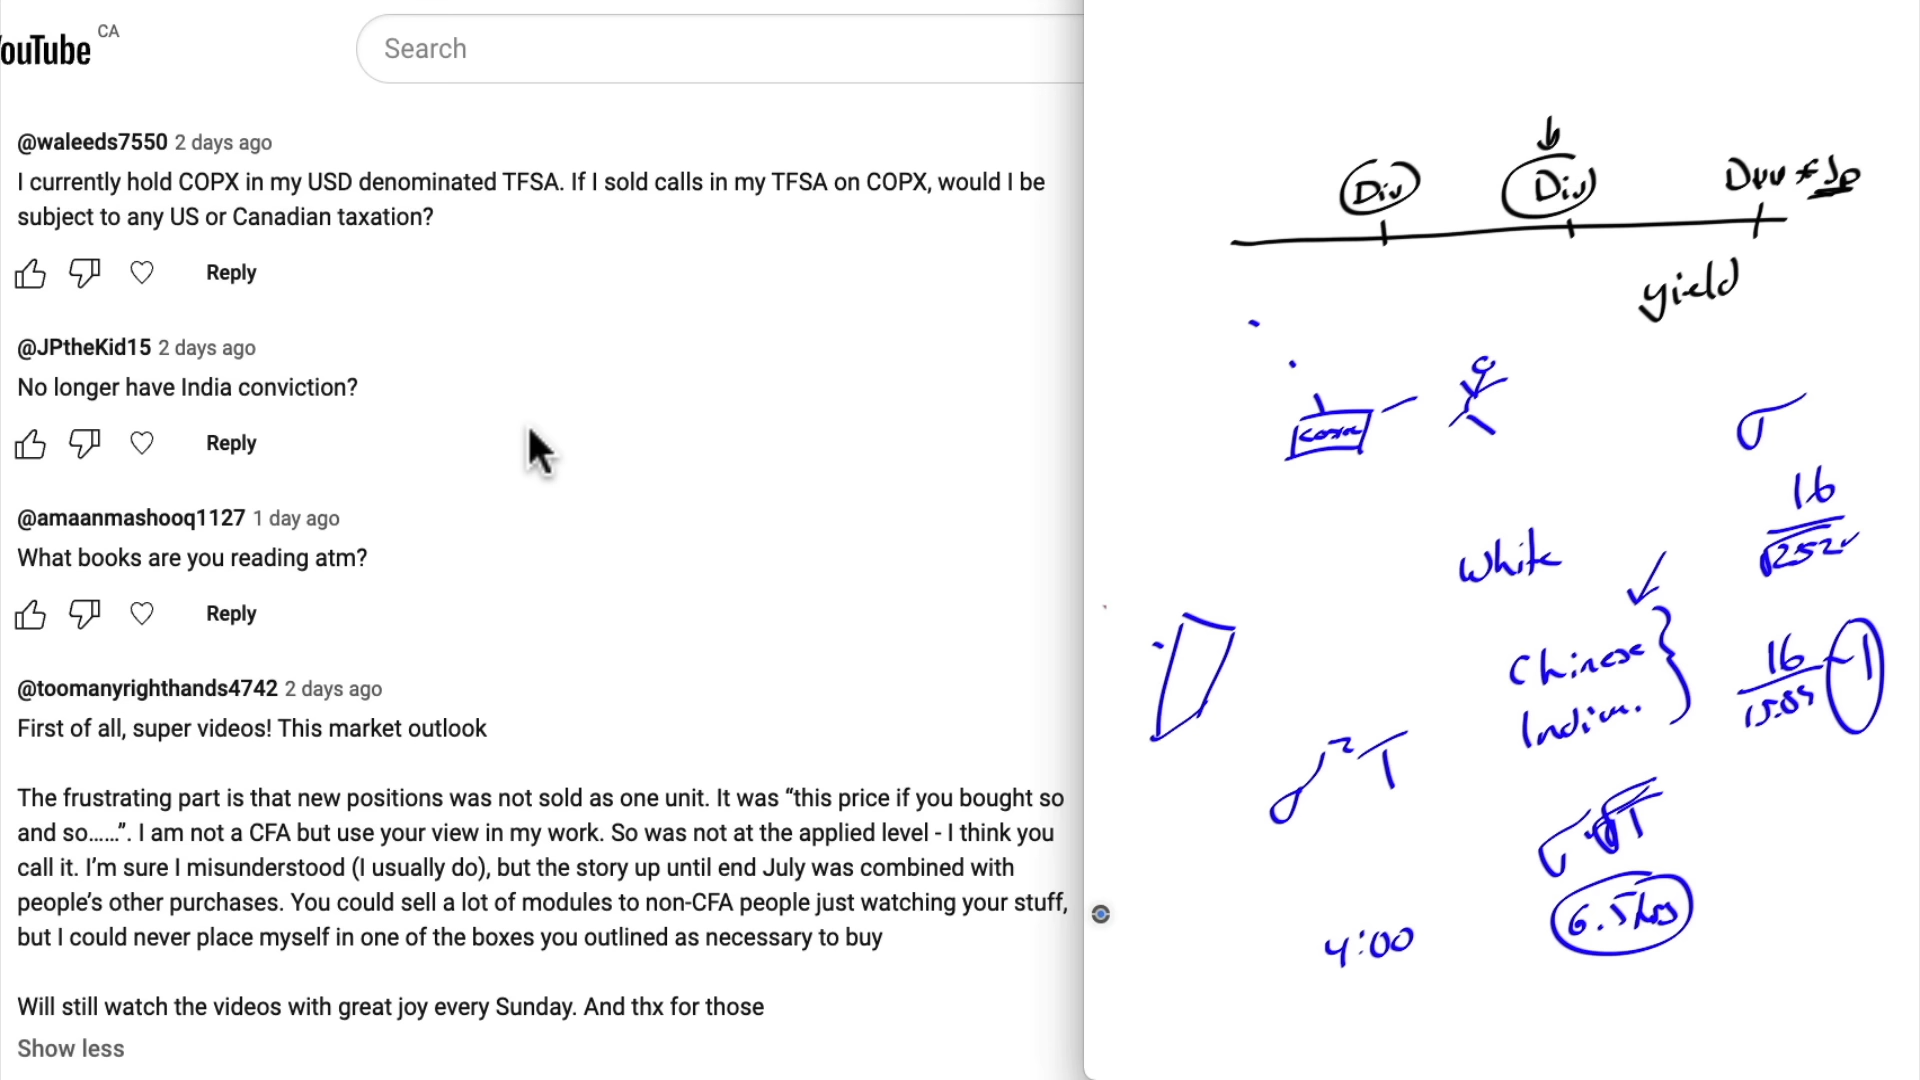 ouTube CA
Search
@waleeds7550 2 days ago
I currently hold COPX in my USD denominated TFSA. If I sold calls in my TFSA on COPX, would I be
subject to any US or Canadian taxation?
Reply
@JPtheKid15 2 days ago
No longer have India conviction?
Reply
@amaanmashooq1127 1 day ago
What books are you reading atm?
Reply
@toomanyrighthands4742 2 days ago
First of all, super videos! This market outlook
The frustrating part is that new positions was not sold as one unit. It was “this price if you bought so
and so......”. I am not a CFA but use your view in my work. So was not at the applied level - I think you
call it. I’m sure I misunderstood (I usually do), but the story up until end July was combined with
people’s other purchases. You could sell a lot of modules to non-CFA people just watching your stuff,
but I could never place myself in one of the boxes you outlined as necessary to buy
Will still watch the videos with great joy every Sunday. And thx for those
Show less
Div Div
yield
σ
16
√252
White
Chinese
16
Indian.
σ²T
σ√T
6.5hrs
4:00